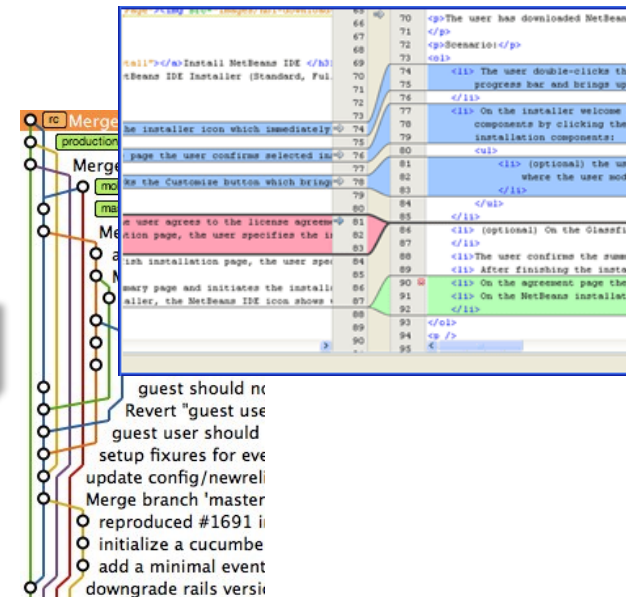 <p>The user has downloaded NetBean
</p>
<p>Scenario:</p>
<ol>
tall"></a>Install NetBeans IDE </h3
tBeans IDE Installer (Standard, Ful
<li> The user double-clicks th
progress bar and brings up
</li>
<li> On the installer welcome
components by clicking the
installation components:
<ul>
<li> (optional) the us
where the user mod
</li>
</ul>
</li>
<li> (optional) On the Glassfi
</li>
<li>The user confirms the summ
<li> After finishing the insta
<li> On the agreement page the
<li> On the NetBeans installat
</li>
</ol>
<p />
he installer icon which immediately
page the user confirms selected in
ks the Customize button which bring
e user agrees to the license agreem
tion page, the user specifies the i
ish installation page, the user spe
mary page and initiates the install
aller, the NetBeans IDE icon shows
rc Merge
production
Merge
guest should no
Revert "guest use
guest user should
setup fixures for eve
update config/newreli
Merge branch 'master
reproduced #1691 i
initialize a cucumbe
add a minimal event
downgrade rails versi